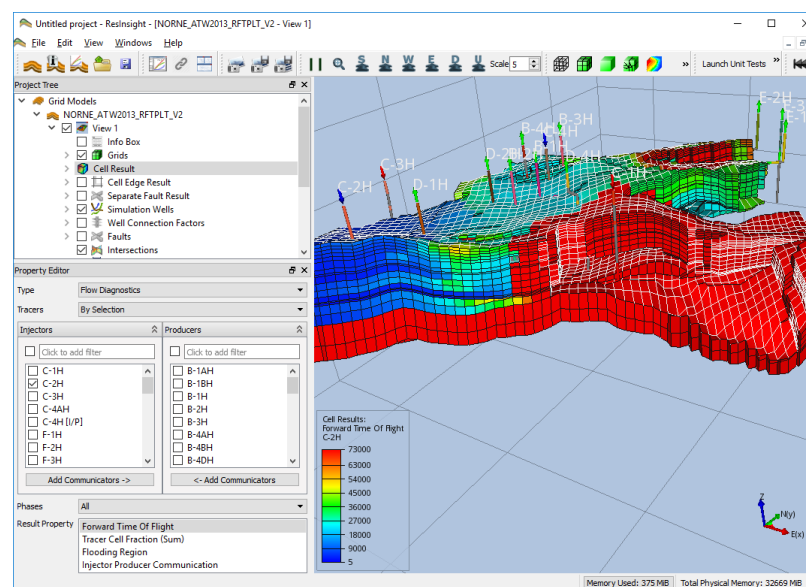 Untitled project - ResInsight - [NORNE_ATW2013_RFTPLT_V2 - View 1]
File Edit View Windows Help
S N W E D U Scale 5 » Launch Unit Tests »
Project Tree
Grid Models
NORNE_ATW2013_RFTPLT_V2
View 1
Info Box
Grids
Cell Result
Cell Edge Result
Separate Fault Result
Simulation Wells
Well Connection Factors
Faults
Intersections
Property Editor
Type Flow Diagnostics
Tracers By Selection
Injectors Producers
Click to add filter Click to add filter
C-1H B-1AH
C-2H B-1BH
C-3H B-1H
C-4AH B-2H
C-4H [I/P] B-3H
F-1H B-4AH
F-2H B-4BH
F-3H B-4DH
Add Communicators -> <- Add Communicators
Phases All
Result Property Forward Time Of Flight
Tracer Cell Fraction (Sum)
Flooding Region
Injector Producer Communication
E-2H
B-3H
C-3H
C-2H
D-1H
C-1H
Cell Results:
Forward Time Of Flight
C-2H
73000
63000
54000
45000
36000
27000
18000
9000
5
Z
N(y)
E(x)
Memory Used: 375 MiB Total Physical Memory: 32669 MiB